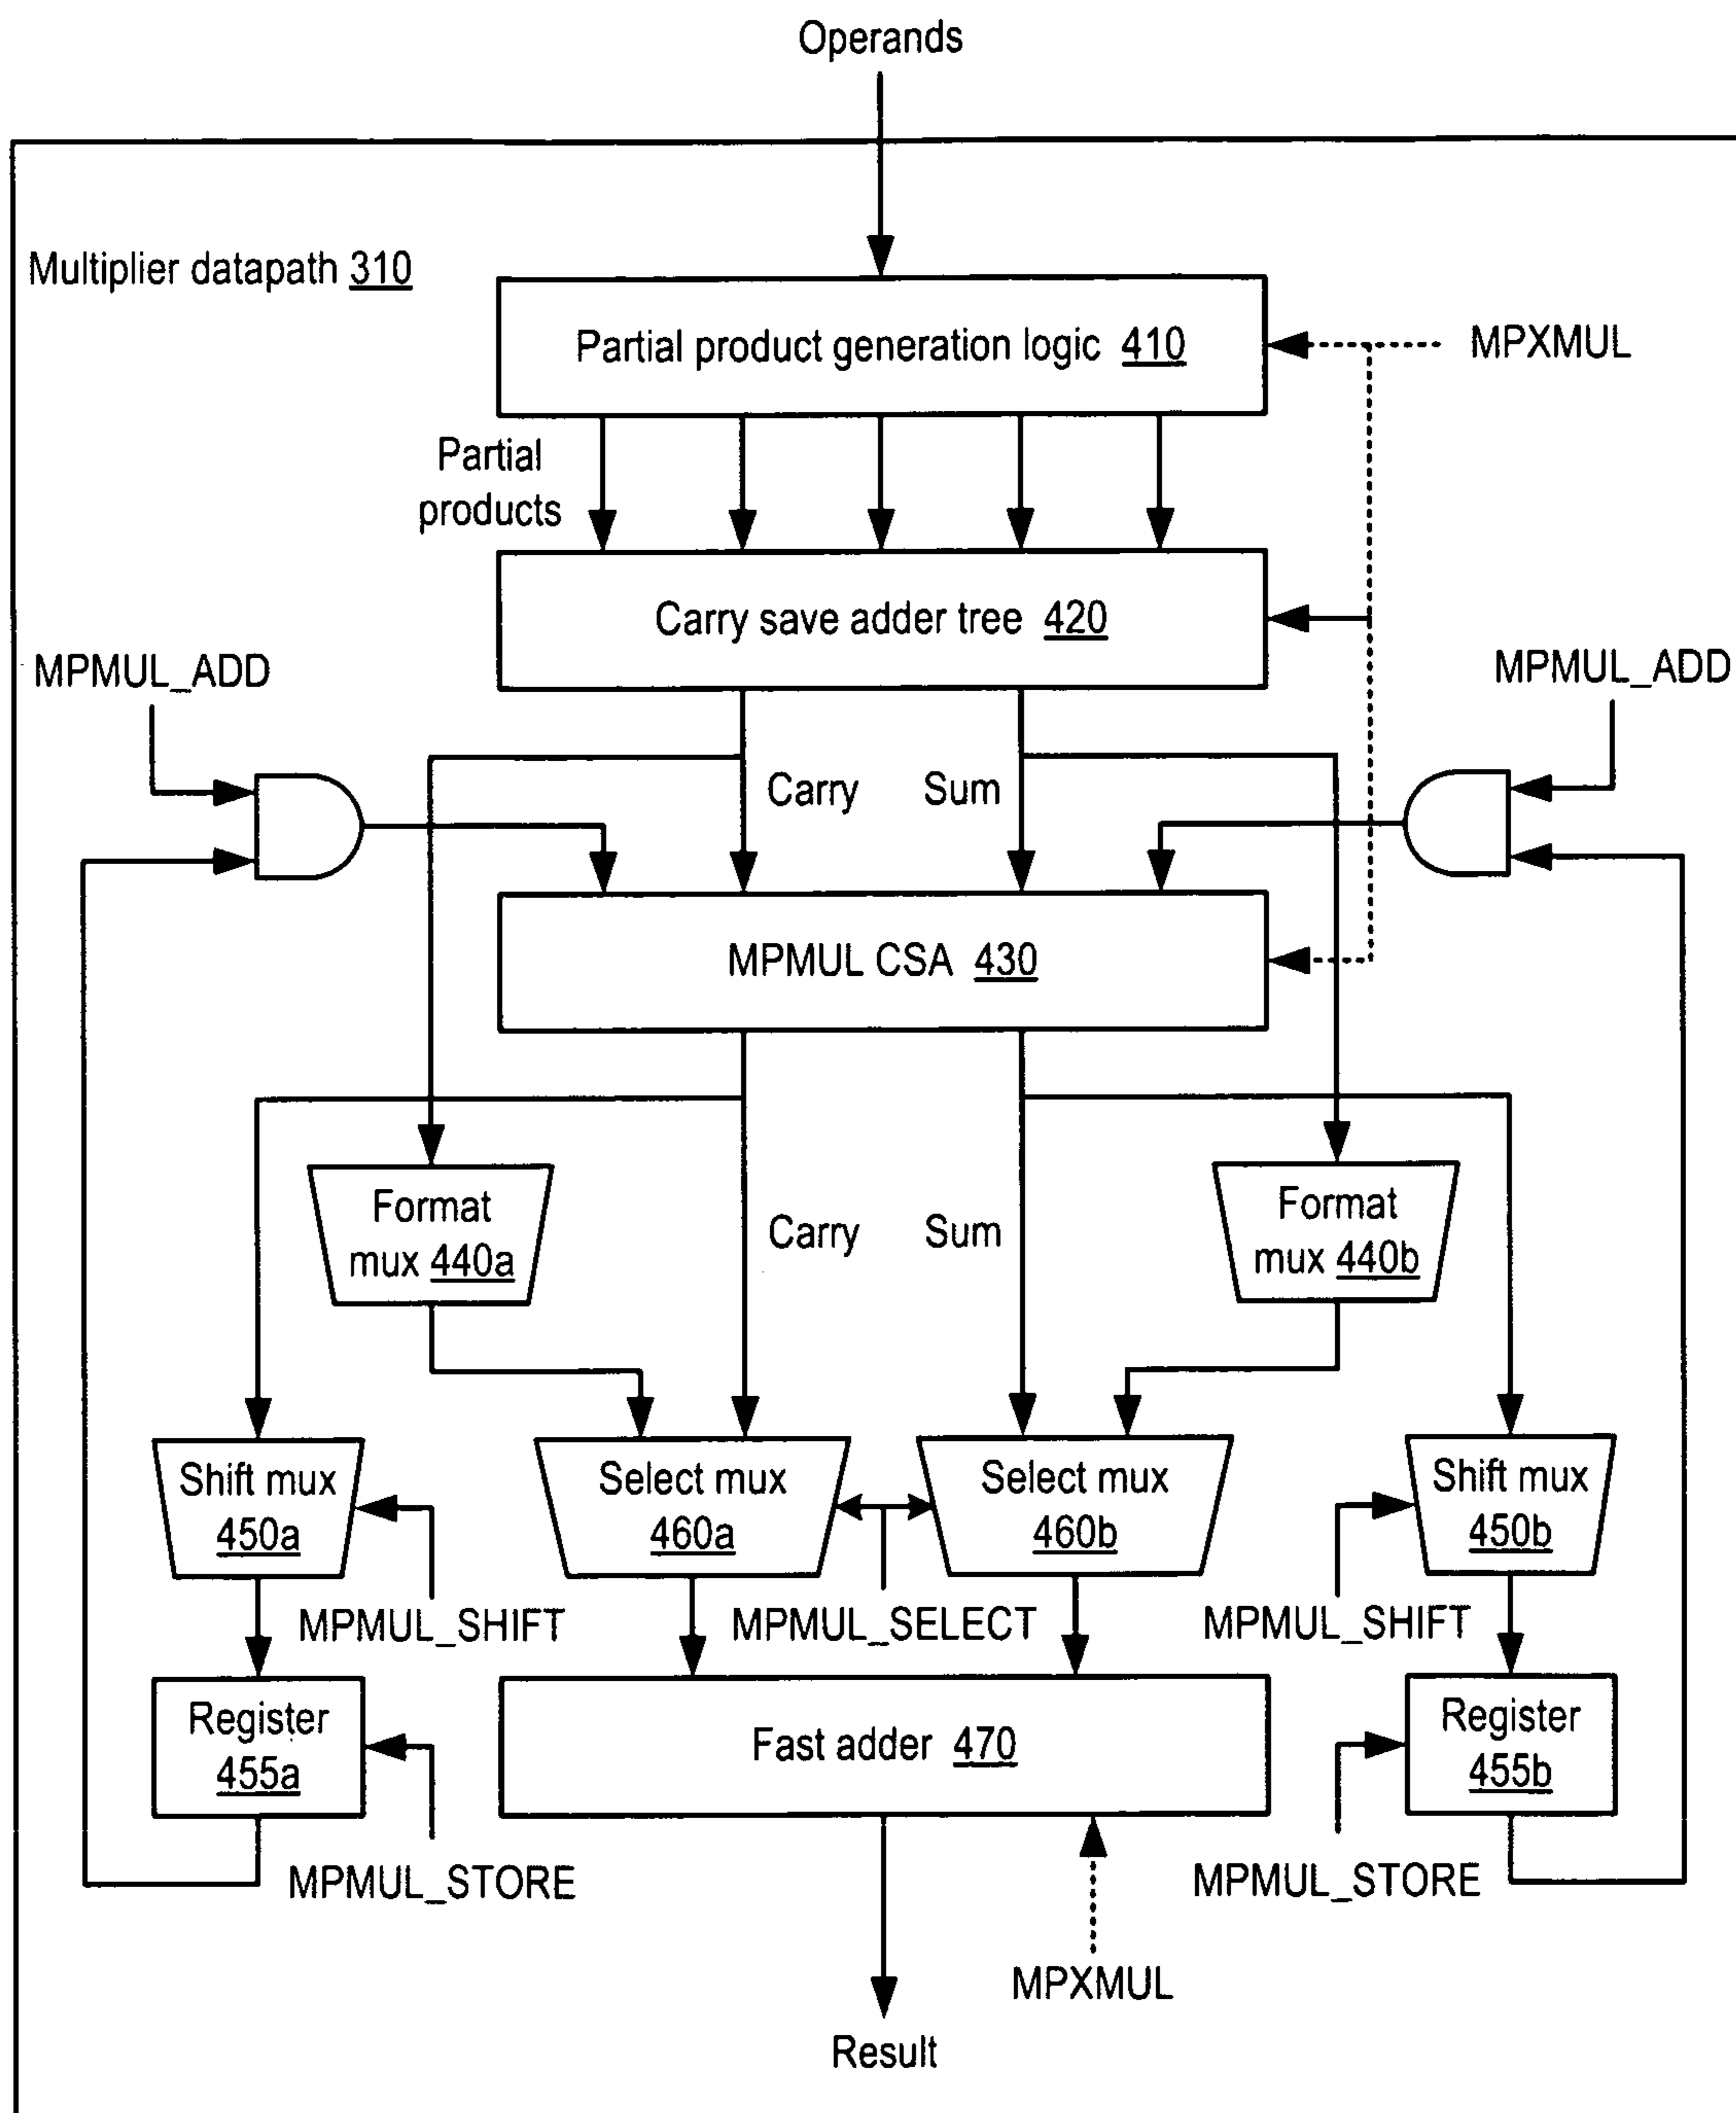 Operands
Multiplier datapath 310
Partial product generation logic 410
MPXMUL
Partial
products
Carry save adder tree 420
MPMUL_ADD
MPMUL_ADD
Carry
Sum
MPMUL CSA 430
Format
mux 440a
Carry
Sum
Format
mux 440b
Shift mux
450a
Select mux
460a
Select mux
460b
Shift mux
450b
MPMUL_SHIFT
MPMUL_SELECT
MPMUL_SHIFT
Register
455a
Fast adder 470
Register
455b
MPMUL_STORE
MPMUL_STORE
MPXMUL
Result